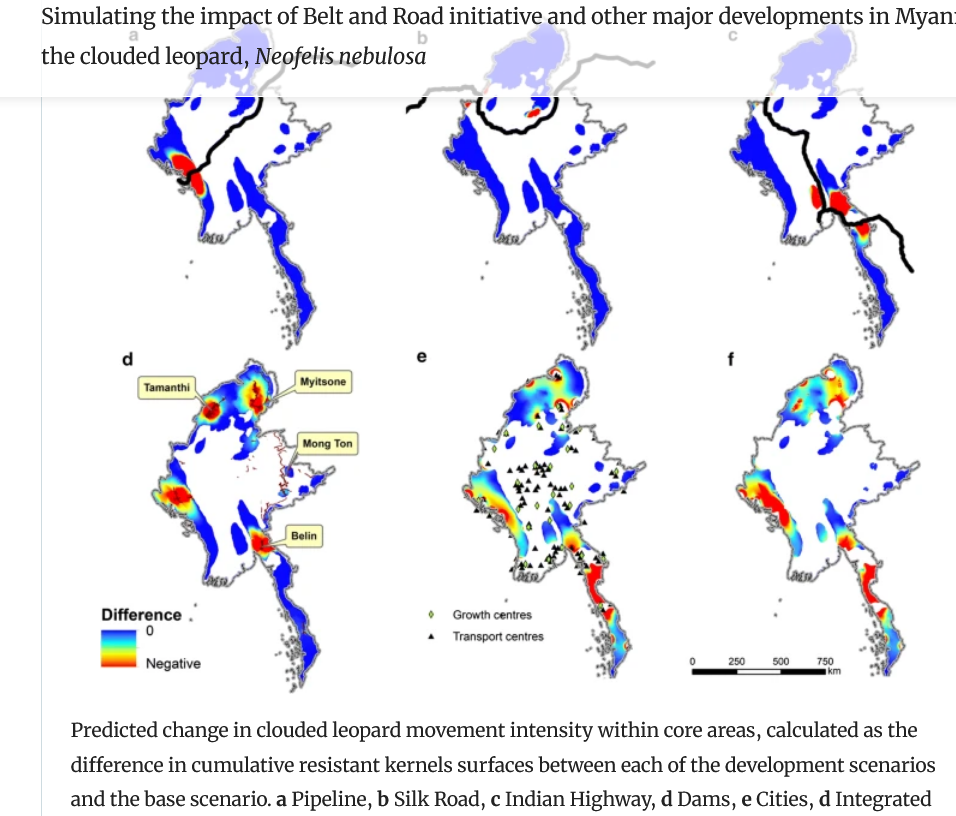 Simulating the impact of Belt and Road initiative and other major developments in Myan
the clouded leopard, Neofelis nebulosa
a
b
c
d
Tamanthi
Myitsone
Mong Ton
Belin
Difference
0
Negative
e
Growth centres
Transport centres
f
0 250 500 750
km
Predicted change in clouded leopard movement intensity within core areas, calculated as the
difference in cumulative resistant kernels surfaces between each of the development scenarios
and the base scenario. a Pipeline, b Silk Road, c Indian Highway, d Dams, e Cities, d Integrated